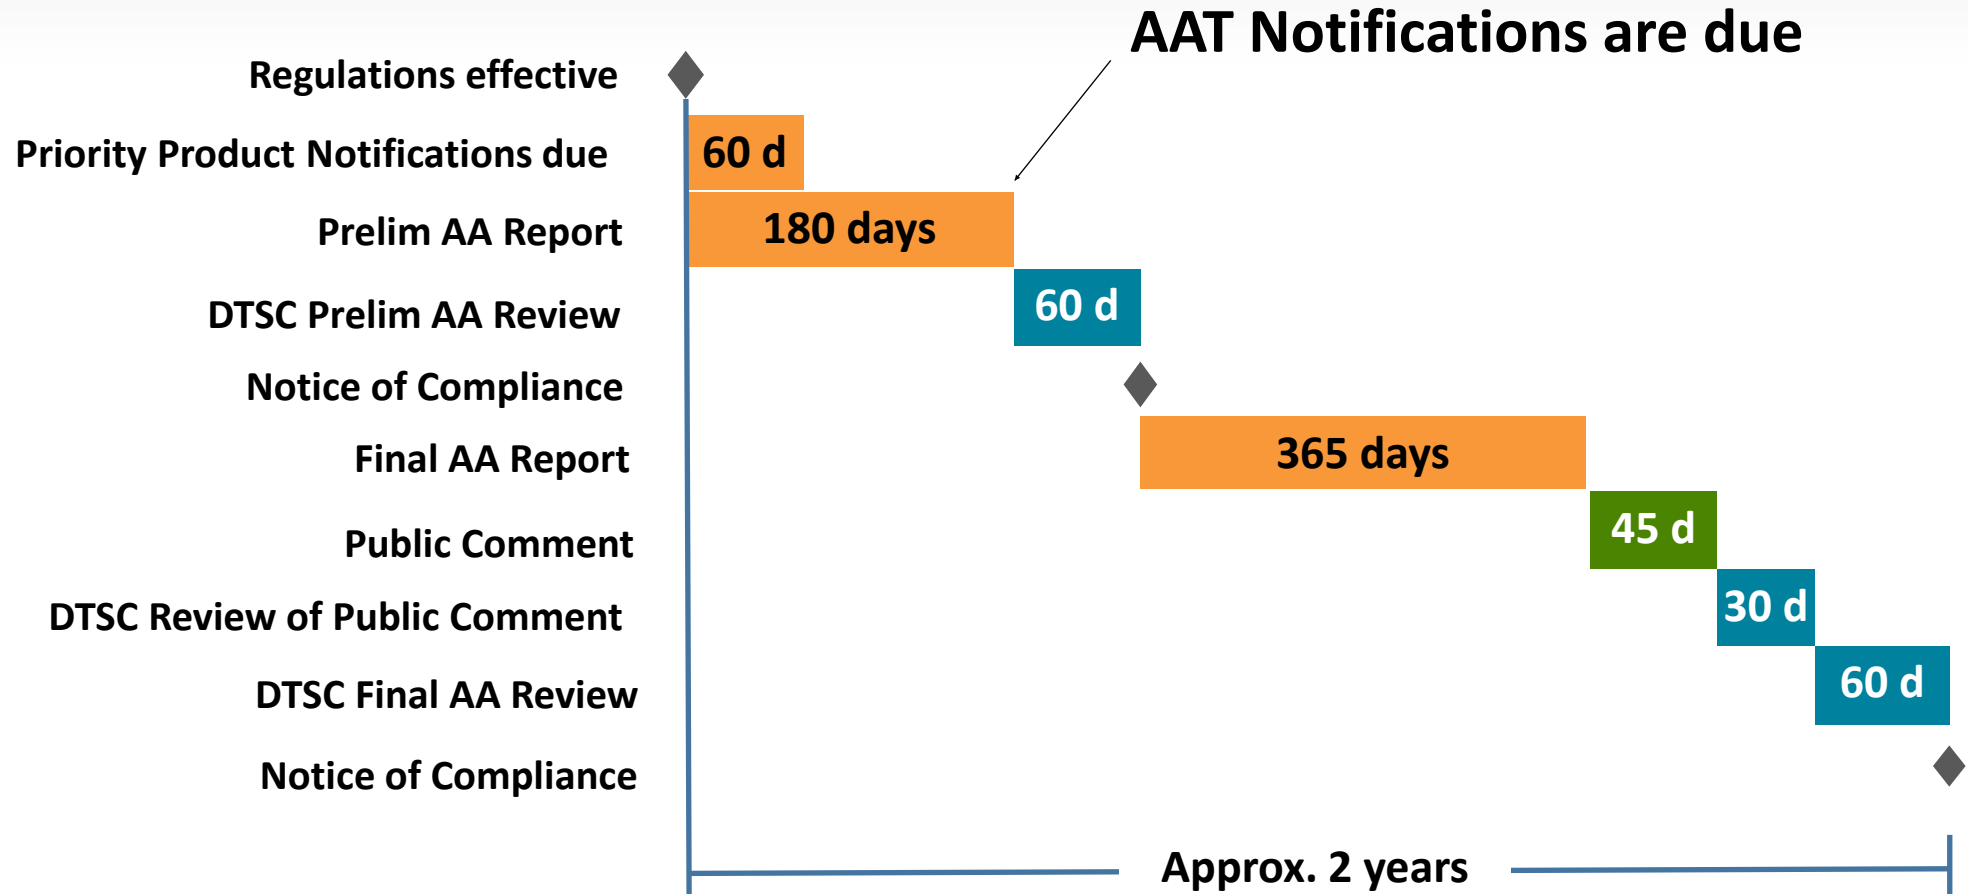 AAT Notifications are due
Regulations effective
Priority Product Notifications due
60 d
Prelim AA Report
180 days
DTSC Prelim AA Review
60 d
Notice of Compliance
Final AA Report
365 days
Public Comment
45 d
DTSC Review of Public Comment
30 d
DTSC Final AA Review
60 d
Notice of Compliance
Approx. 2 years